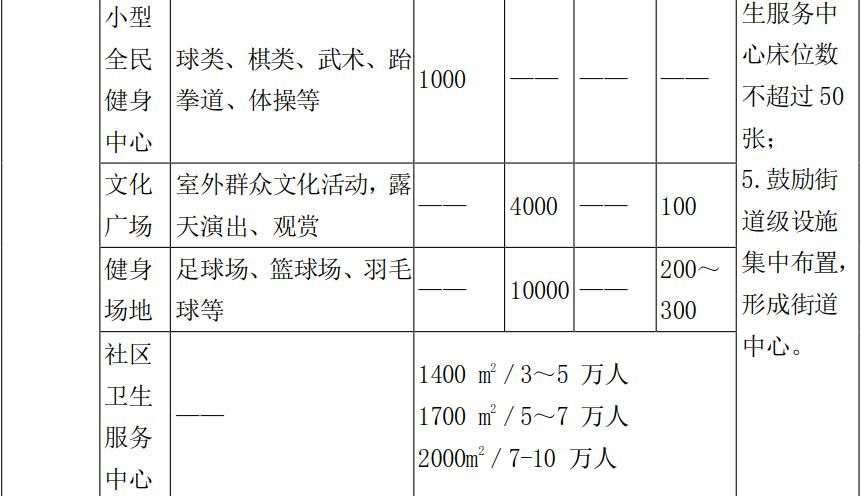 小型
全民
健身
中心
球类、棋类、武术、跆
拳道、体操等
1000
——
——
——
文化
广场
室外群众文化活动，露
天演出、观赏
——
4000
——
100
健身
场地
足球场、篮球场、羽毛
球等
——
10000
——
200～
300
社区
卫生
服务
中心
——
1400 m²／3～5 万人
1700 m²／5～7 万人
2000m²／7-10 万人
生服务中
心床位数
不超过 50
张；
5.鼓励街
道级设施
集中布置，
形成街道
中心。